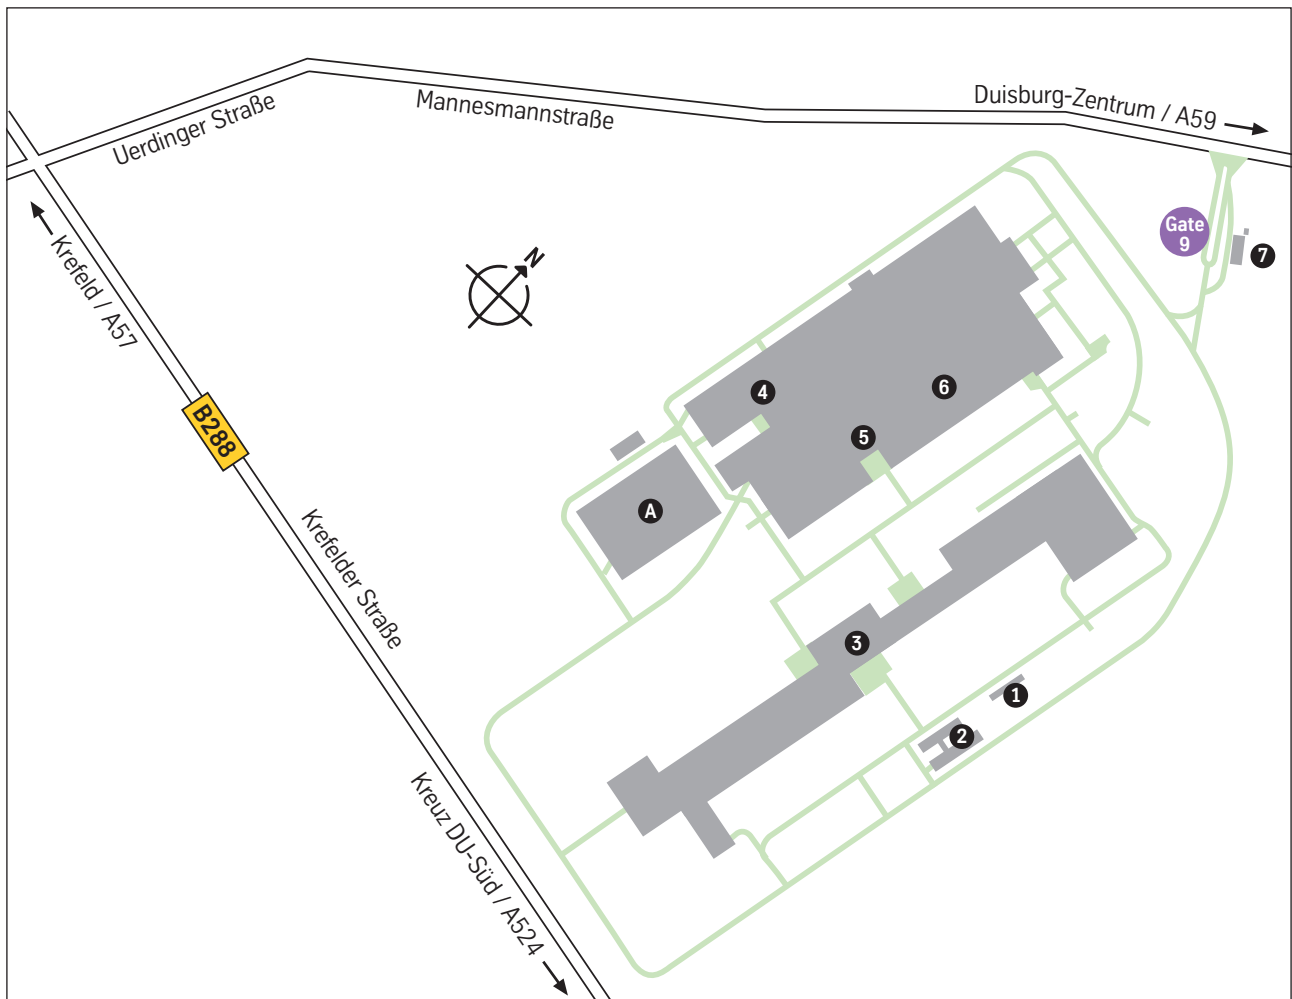 Duisburg-Zentrum / A59
Mannesmannstraße
Uerdinger Straße
Gate
9
7
Krefeld / A57
N
4
6
B288
5
A
Krefelder Straße
3
1
2
Kreuz DU-Süd / A524